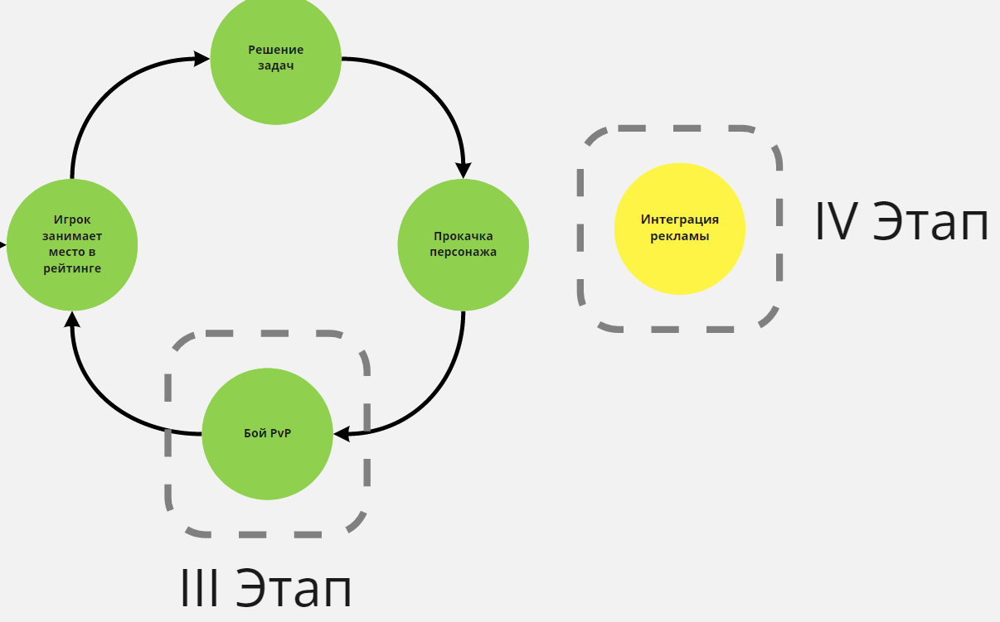 Решение
задач
Игрок
занимает
место в
рейтинге
Прокачка
персонажа
Интеграция
рекламы
IV Этап
Бой PvP
III Этап